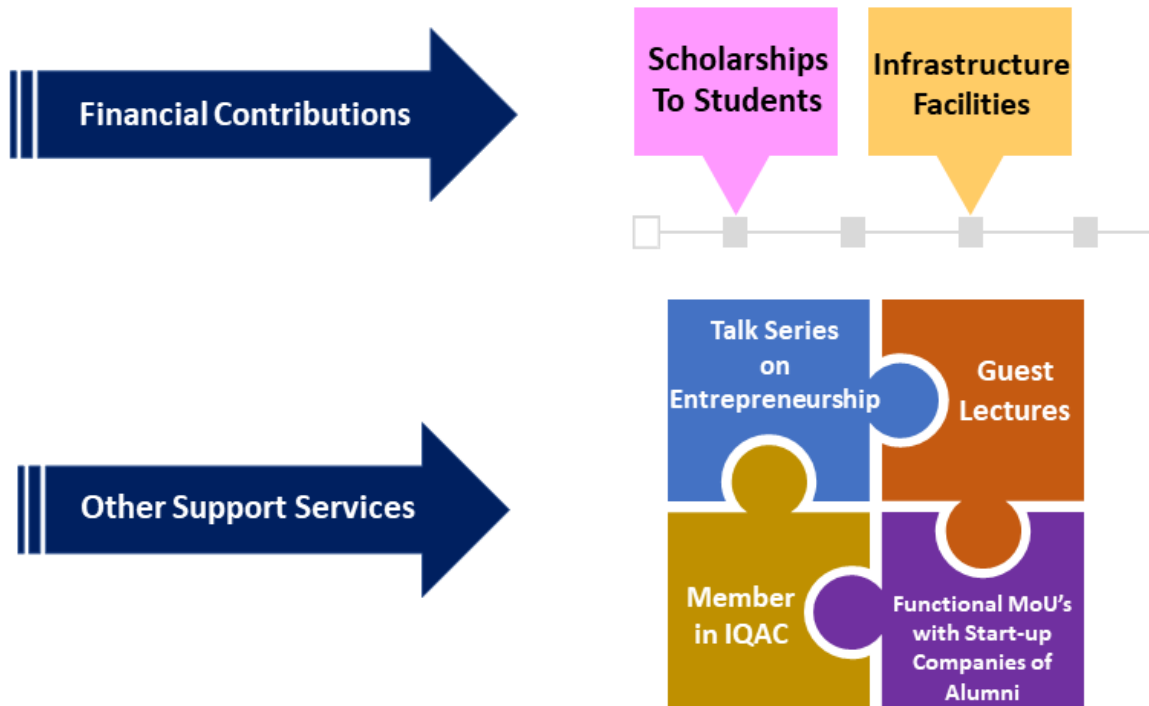 Financial Contributions
Scholarships
To Students
Infrastructure
Facilities
Other Support Services
Talk Series
on
Entrepreneurship
Guest
Lectures
Member
in IQAC
Functional MoU’s
with Start-up
Companies of
Alumni